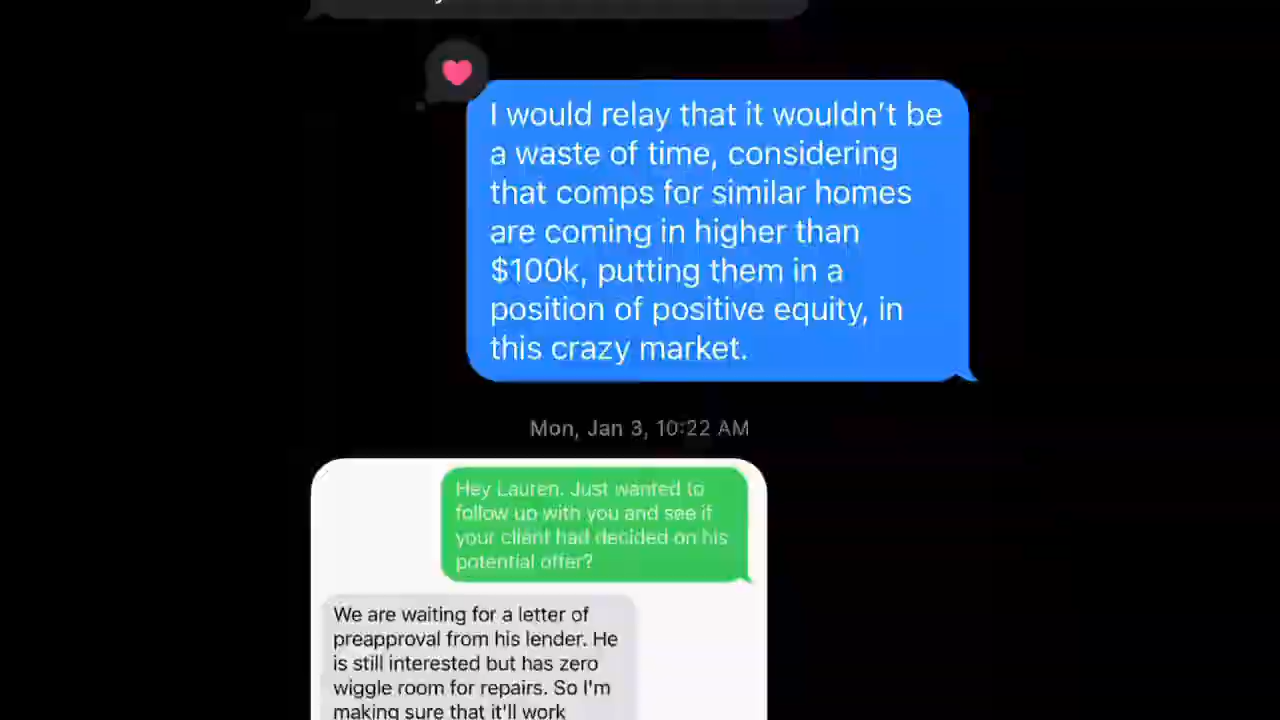 I would relay that it wouldn't be
a waste of time, considering
that comps for similar homes
are coming in higher than
$100k, putting them in a
position of positive equity, in
this crazy market.
Mon, Jan 3, 10:22 AM
Hey Lauren. Just wanted to
follow up with you and see if
your client had decided on his
potential offer?
We are waiting for a letter of
preapproval from his lender. He
is still interested but has zero
wiggle room for repairs. So I'm
making sure that it'll work